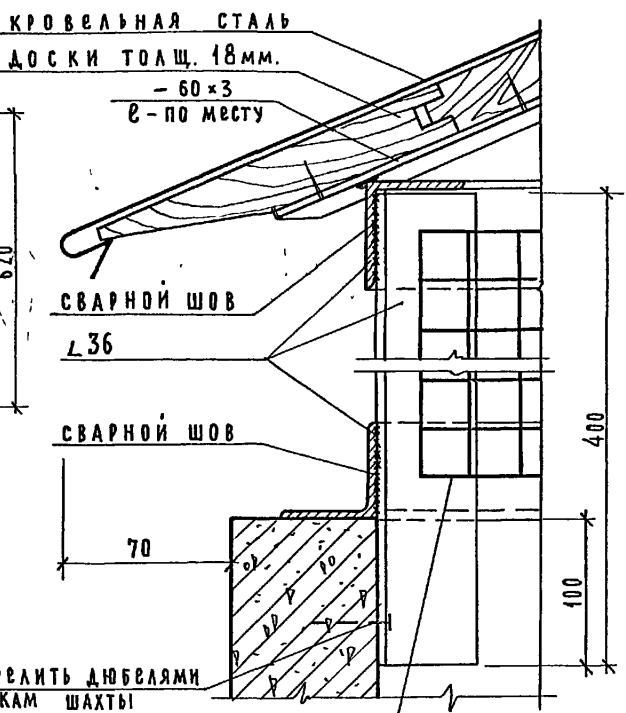 КРОВЕЛЬНАЯ СТАЛЬ
ДОСКИ ТОЛЩ. 18мм.
– 60×3
ℓ – ПО МЕСТУ
620
СВАРНОЙ ШОВ
∠36
СВАРНОЙ ШОВ
400
70
100
ДЮБЕЛЯМИ
ШАХТЫ